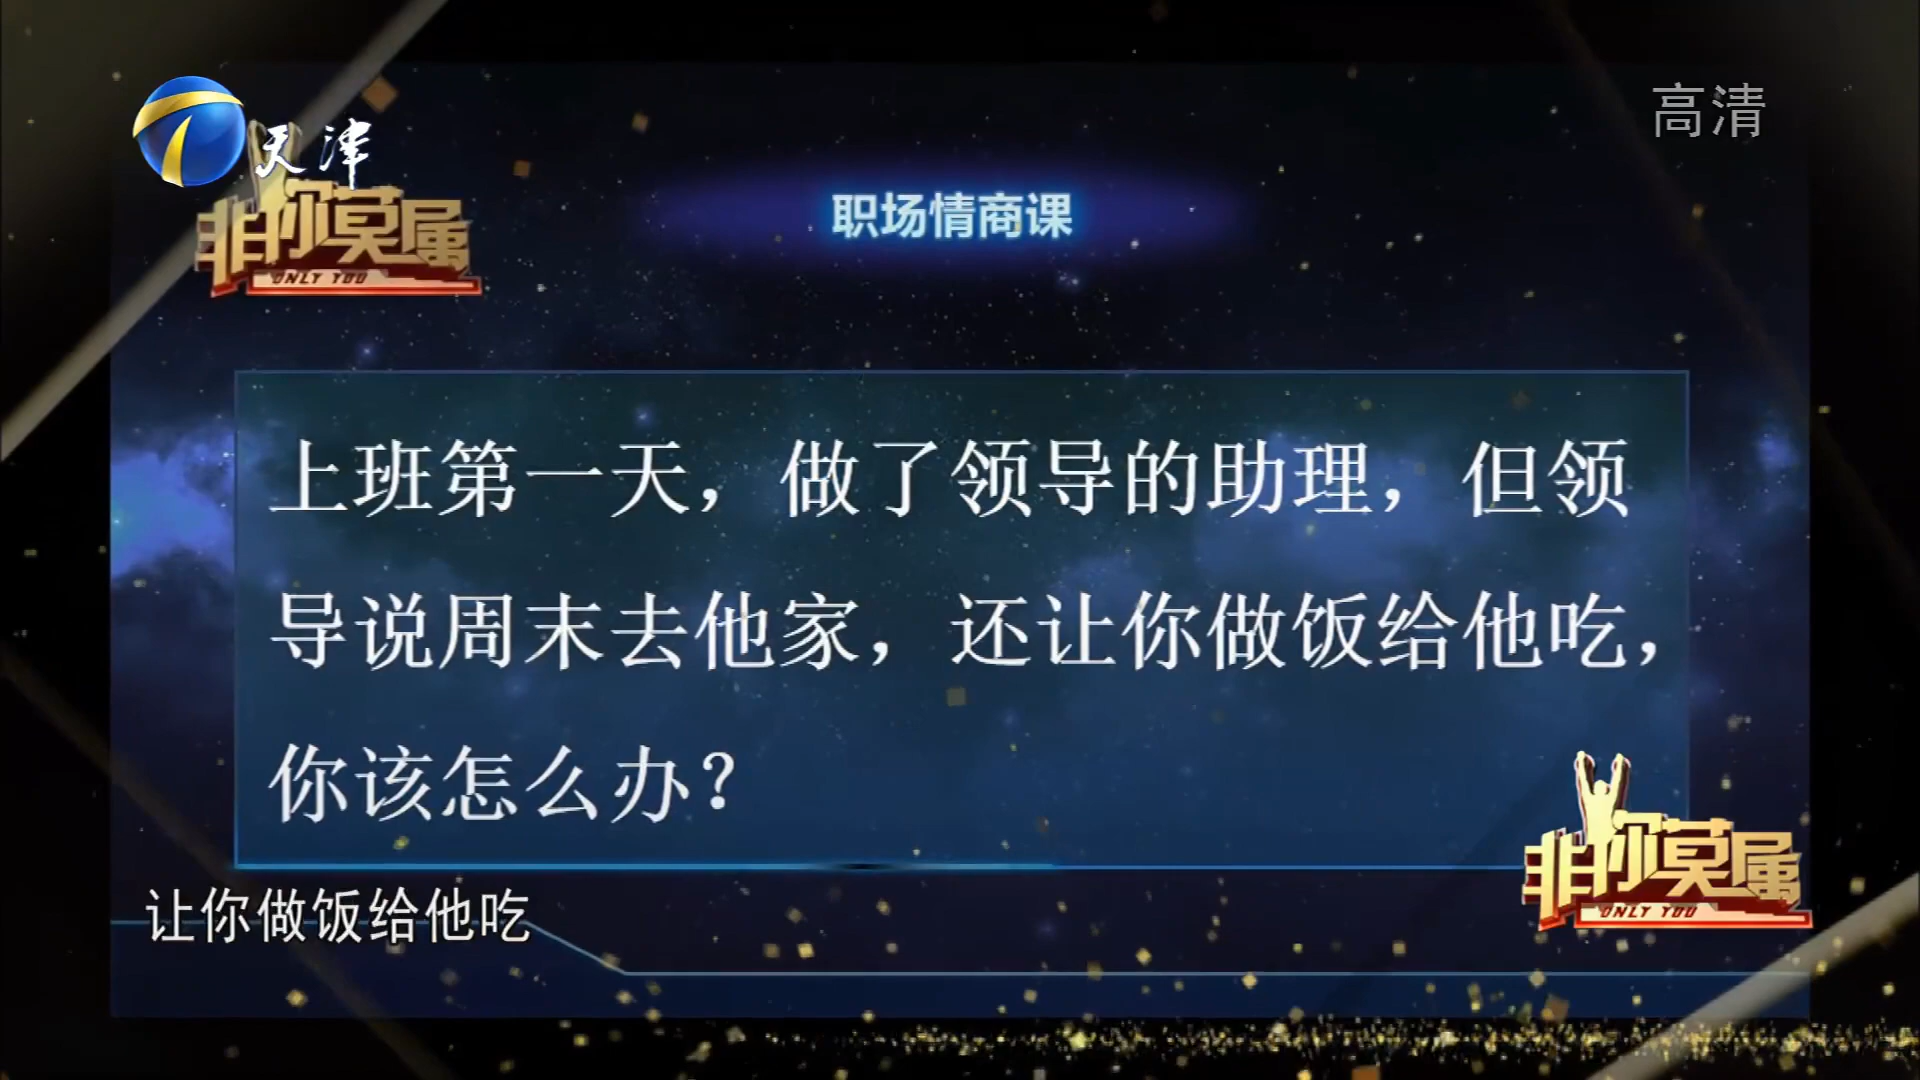 天津
高清
非你莫属
ONLY YOU
职场情商课
上班第一天，做了领导的助理，但领
导说周末去他家，还让你做饭给他吃，
你该怎么办？
非你莫属
ONLY YOU
让你做饭给他吃